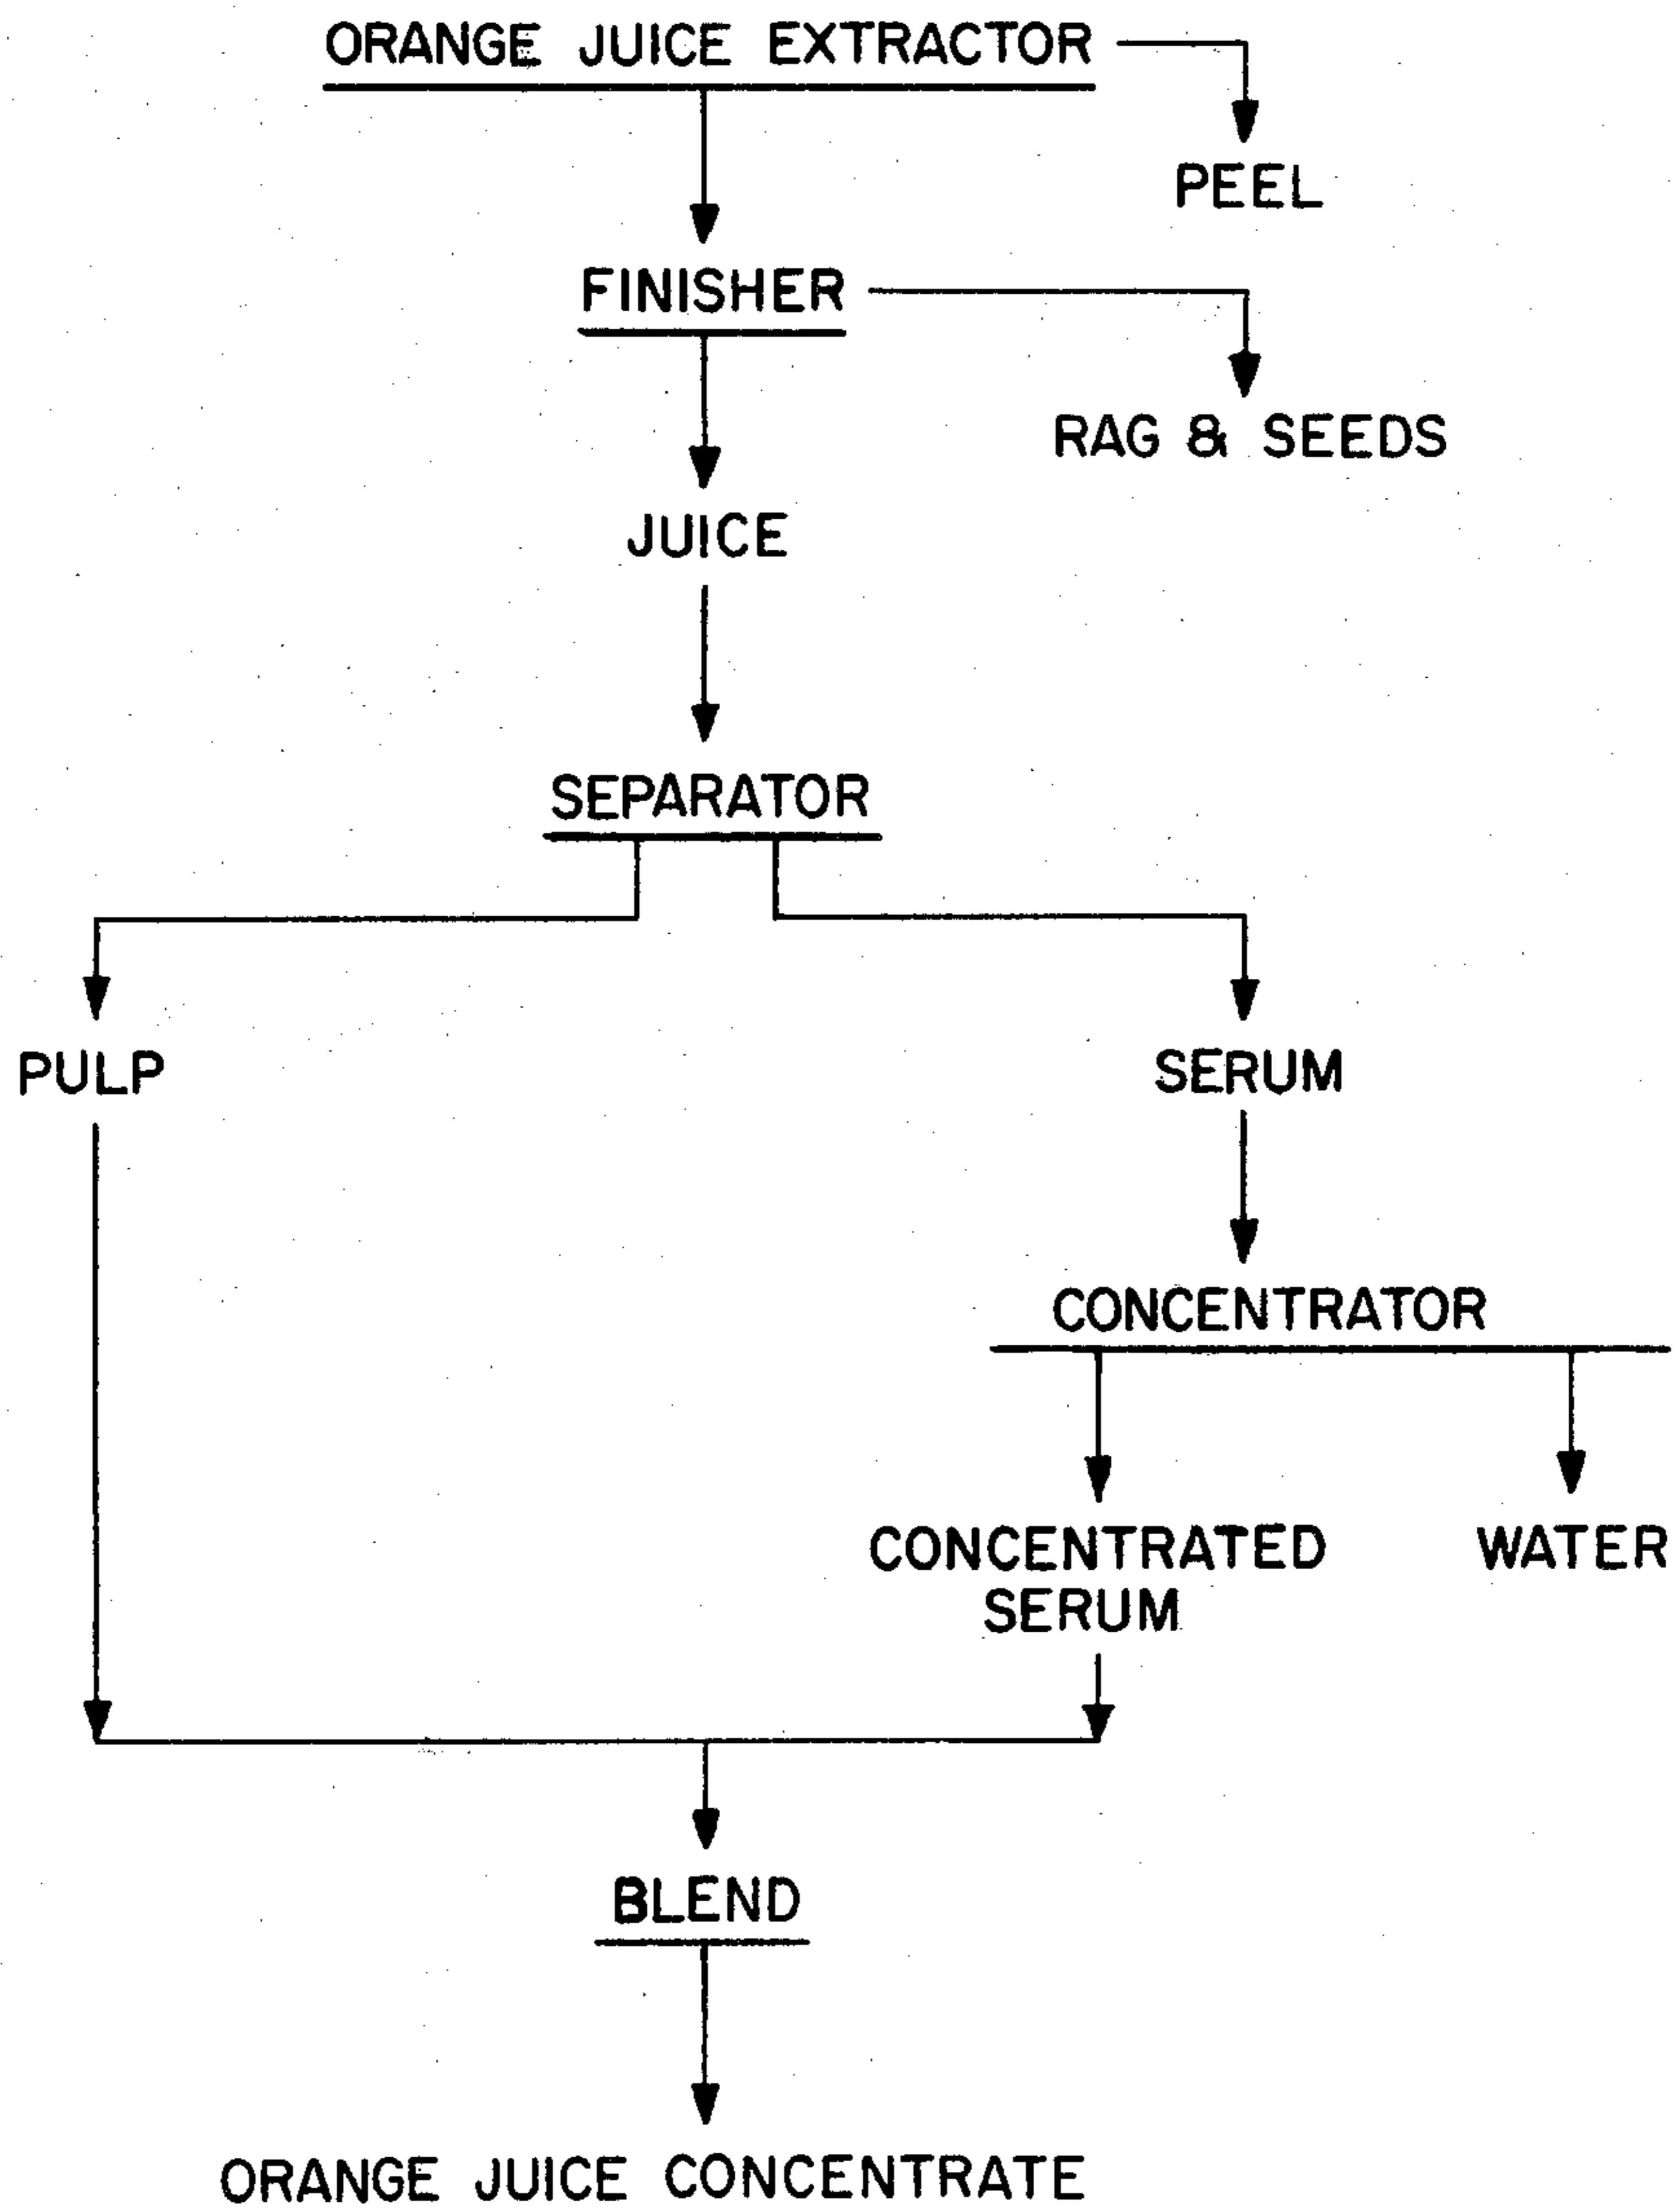 ORANGE JUICE EXTRACTOR
PEEL
FINISHER
RAG & SEEDS
JUICE
SEPARATOR
PULP
SERUM
CONCENTRATOR
CONCENTRATED
SERUM
WATER
BLEND
ORANGE JUICE CONCENTRATE